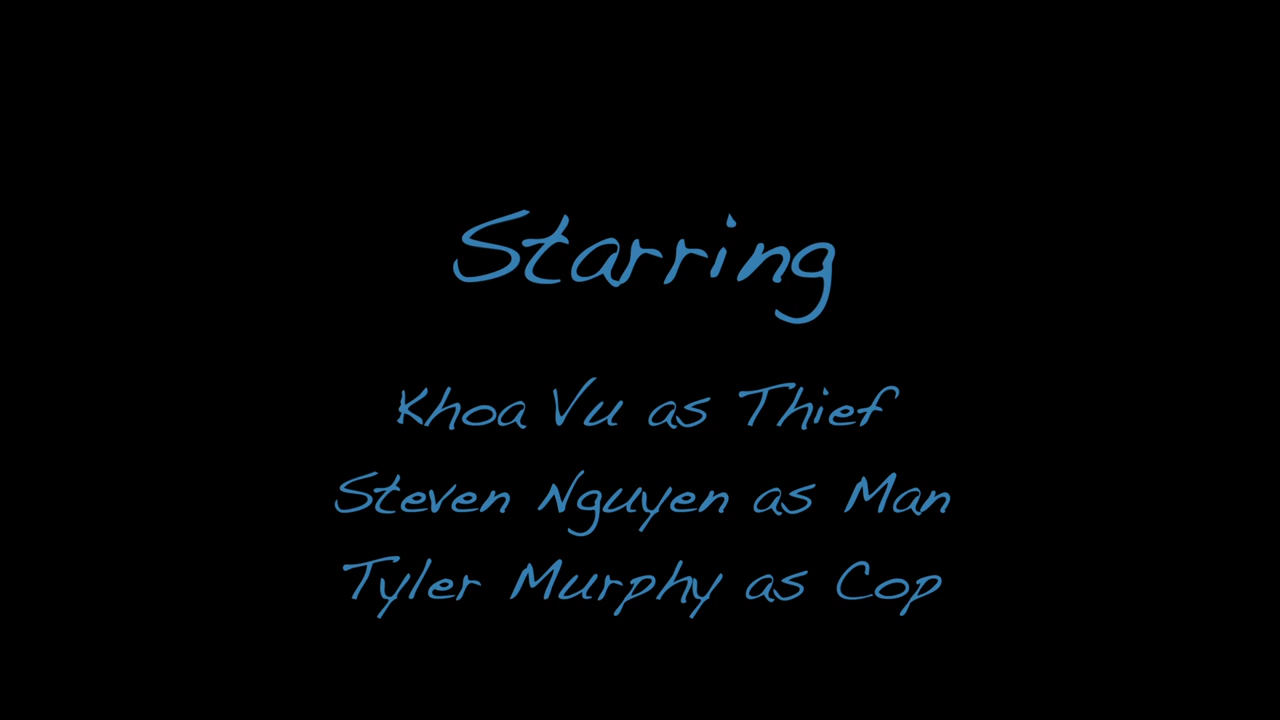 Starring
Khoa Vu as Thief
Steven Nguyen as Man
Tyler Murphy as Cop